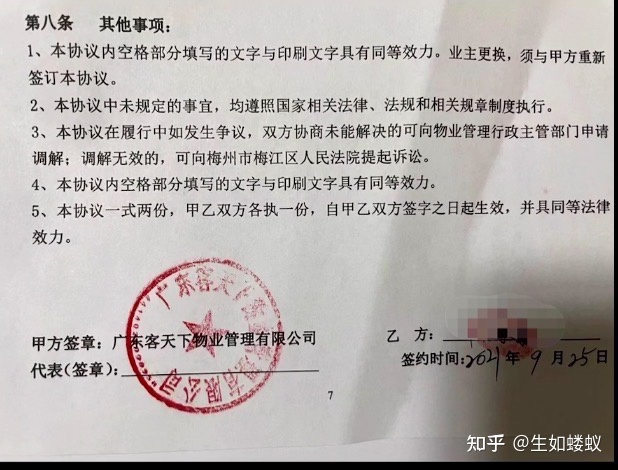 第八条 其他事项：
1、本协议内空格部分填写的文字与印刷文字具有同等效力。业主更换，须与甲方重新
签订本协议。
2、本协议中未规定的事宜，均遵照国家相关法律、法规和相关规章制度执行。
3、本协议在履行中如发生争议，双方协商未能解决的可向物业管理行政主管部门申请
调解；调解无效的，可向梅州市梅江区人民法院提起诉讼。
4、本协议内空格部分填写的文字与印刷文字具有同等效力。
5、本协议一式两份，甲乙双方各执一份，自甲乙双方签字之日起生效，并具同等法律
效力。
甲方签章：广东客天下物业管理有限公司
乙 方：
代表(签章)：
签约时间：2021年9月25日
广东客天下物业管理有限公司
7
知乎 @生如蝼蚁